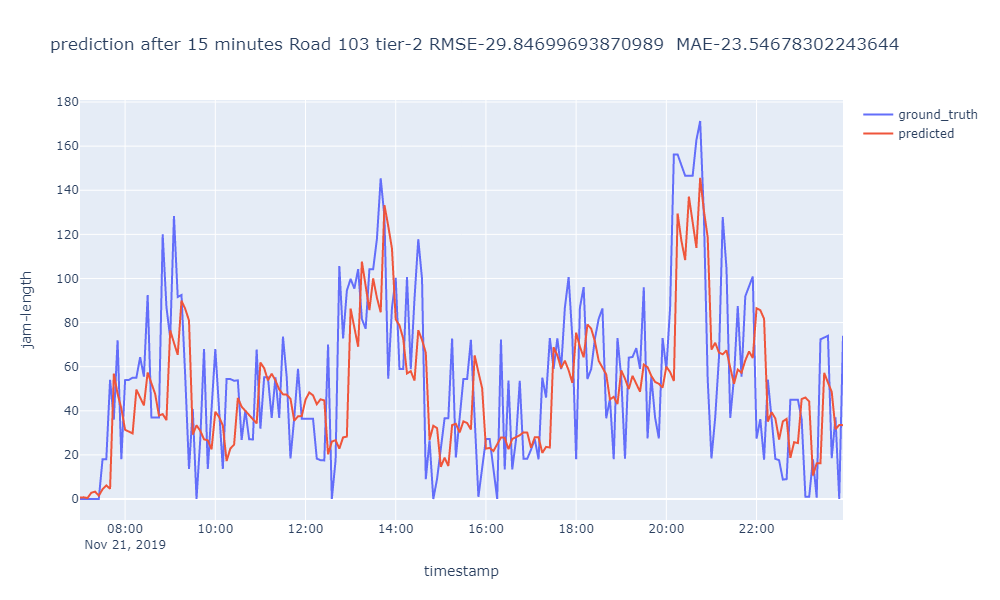 prediction after 15 minutes Road 103 tier-2 RMSE-29.84699693870989  MAE-23.54678302243644
ground_truth
predicted
jam-length
180
160
140
120
100
80
60
40
20
0
08:00 10:00 12:00 14:00 16:00 18:00 20:00 22:00
Nov 21, 2019
timestamp